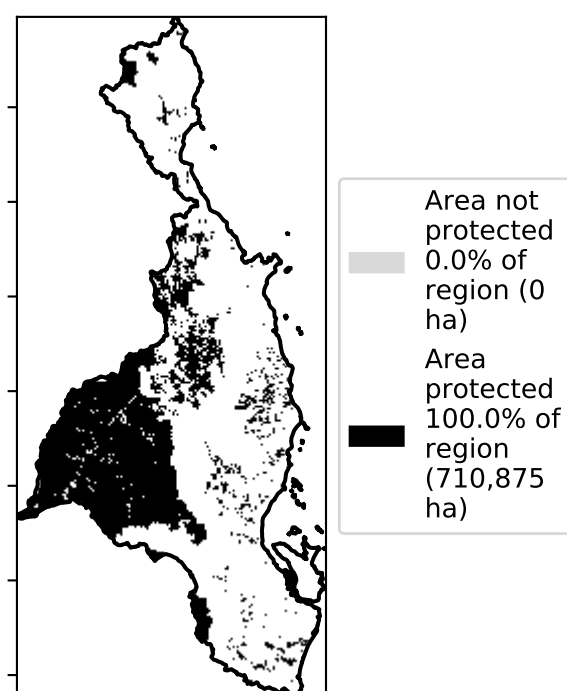 Area not
protected
0.0% of
region (0
ha)
Area
protected
100.0% of
region
(710,875
ha)